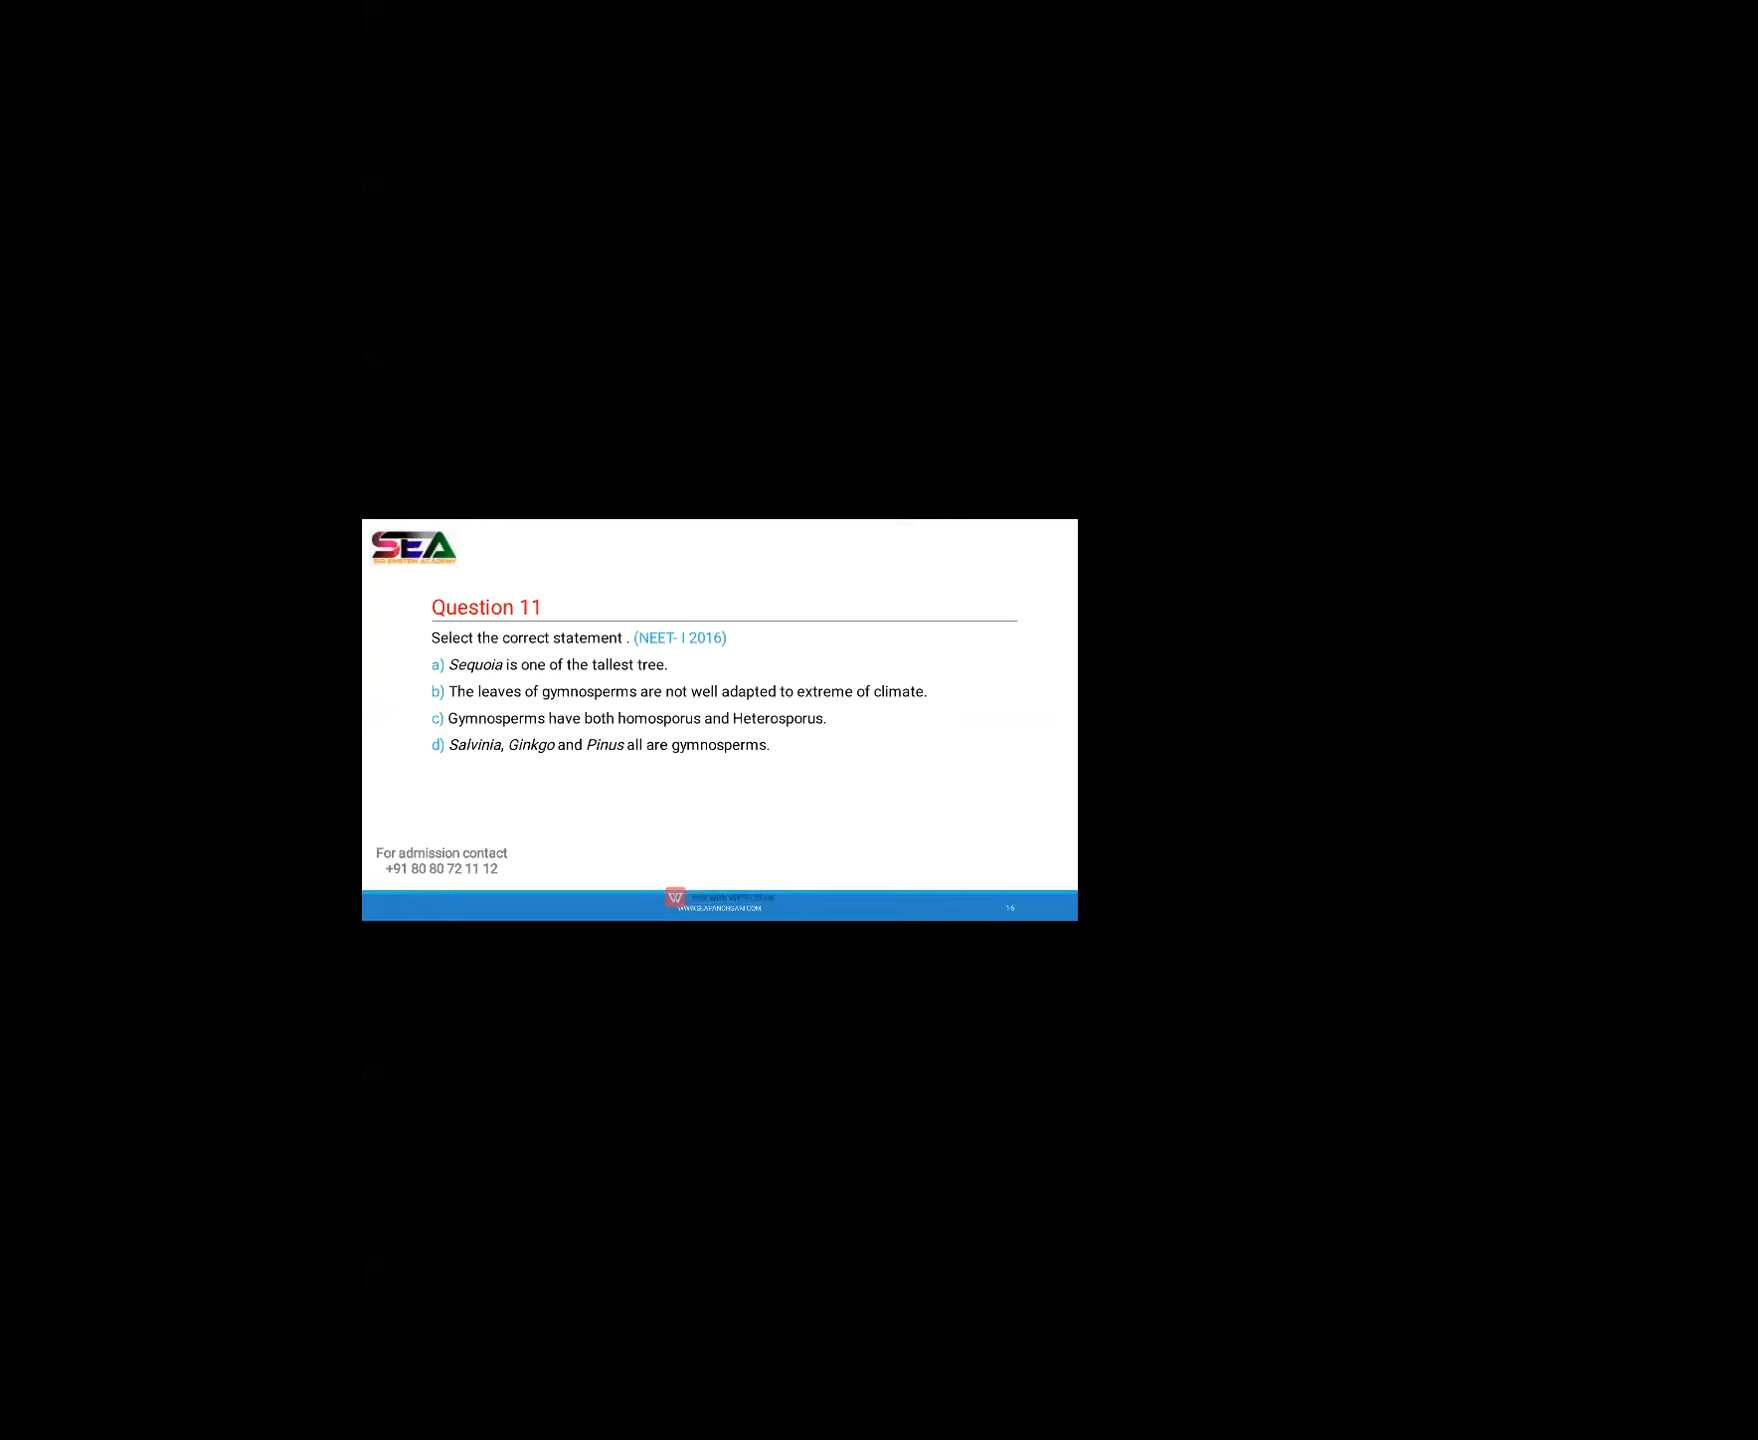 SEA
Question 11
Select the correct statement . (NEET- I 2016)
a) Sequoia is one of the tallest tree.
b) The leaves of gymnosperms are not well adapted to extreme of climate.
c) Gymnosperms have both homosporus and Heterosporus.
d) Salvinia, Ginkgo and Pinus all are gymnosperms.
For admission contact
+91 80 80 72 11 12
16